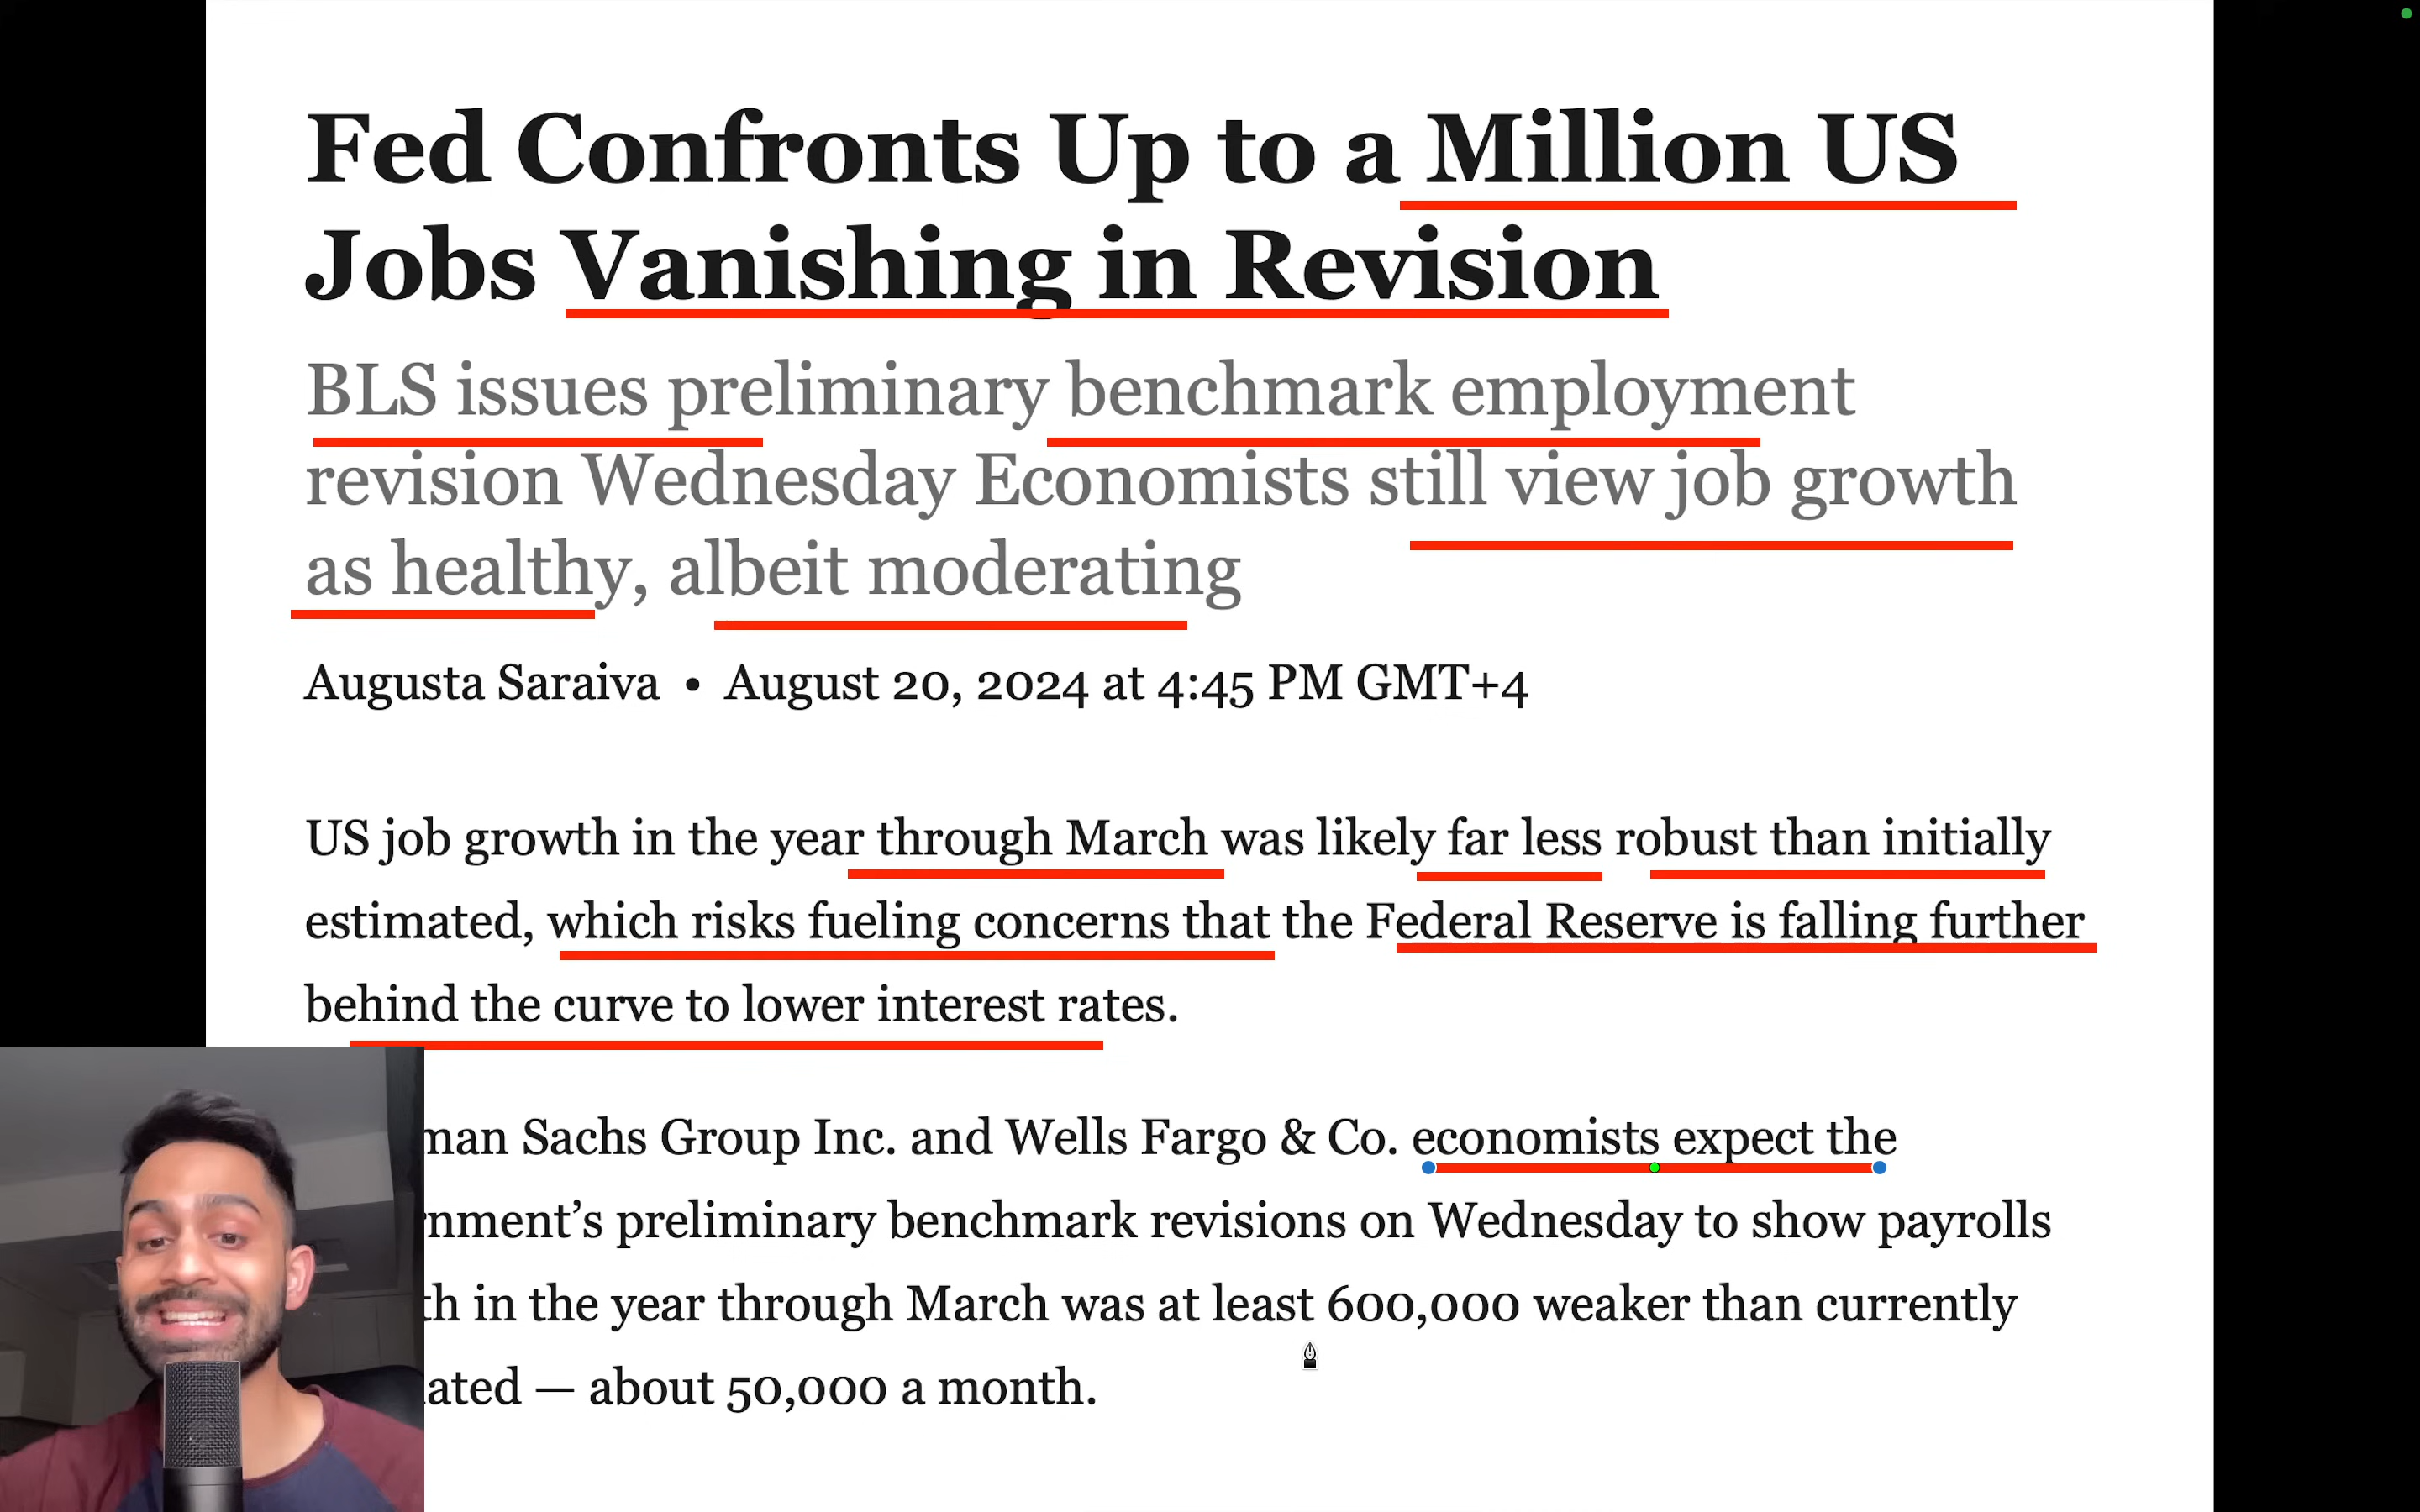 Fed Confronts Up to a Million US
Jobs Vanishing in Revision
BLS issues preliminary benchmark employment
revision Wednesday Economists still view job growth
as healthy, albeit moderating
Augusta Saraiva • August 20, 2024 at 4:45 PM GMT+4
US job growth in the year through March was likely far less robust than initially
estimated, which risks fueling concerns that the Federal Reserve is falling further
behind the curve to lower interest rates.
man Sachs Group Inc. and Wells Fargo & Co. economists expect the
rnment’s preliminary benchmark revisions on Wednesday to show payrolls
th in the year through March was at least 600,000 weaker than currently
ated — about 50,000 a month.